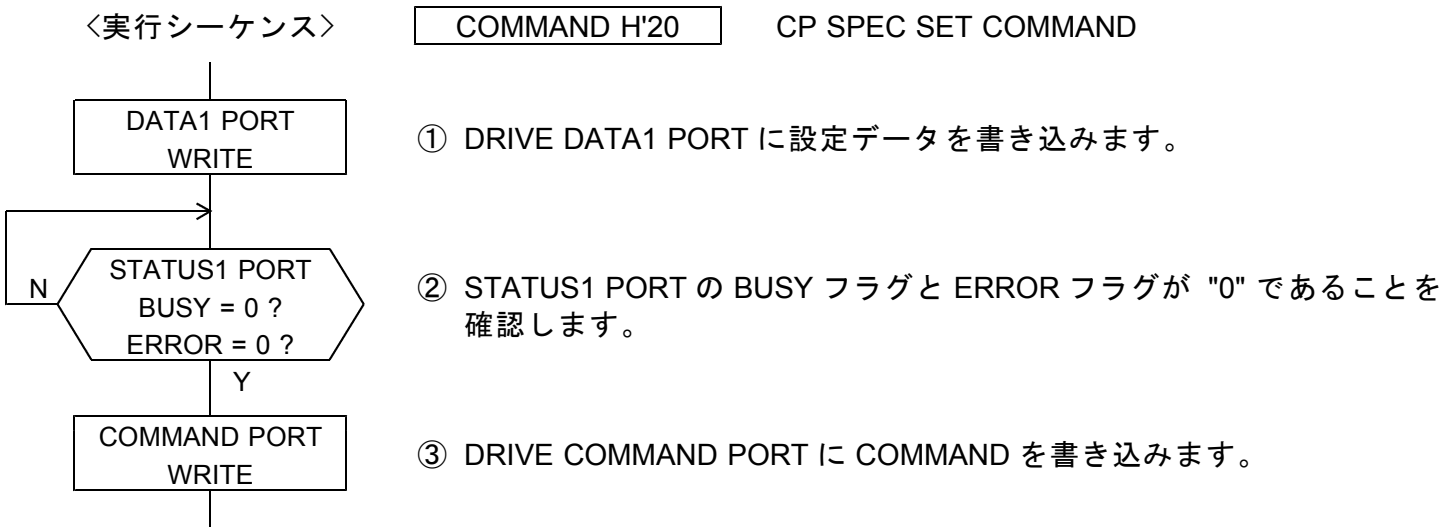 〈実行シーケンス〉 COMMAND H'20 CP SPEC SET COMMAND
DATA1 PORT
WRITE
① DRIVE DATA1 PORT に設定データを書き込みます。
N
STATUS1 PORT
BUSY = 0 ?
ERROR = 0 ?
② STATUS1 PORT の BUSY フラグと ERROR フラグが "0" であることを
確認します。
Y
COMMAND PORT
WRITE
③ DRIVE COMMAND PORT に COMMAND を書き込みます。